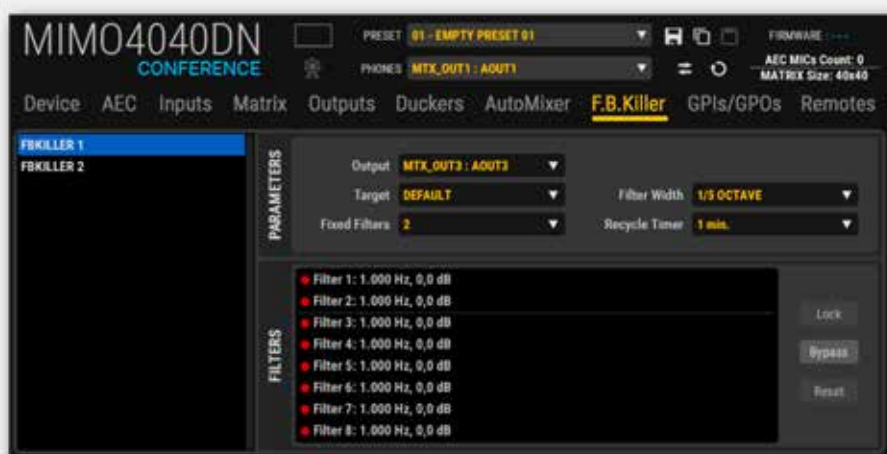 MIMO4040DN
CONFERENCE
PRESET 01 - EMPTY PRESET 01
PHONES MTX_OUT1 : AOUT1
FIRMWARE : ---
AEC MICs Count: 0
MATRIX Size: 40x40
Device AEC Inputs Matrix Outputs Duckers AutoMixer F.B.Killer GPIs/GPOs Remotes
FBKILLER 1
FBKILLER 2
PARAMETERS
Output MTX_OUT3 : AOUT3
Target DEFAULT Filter Width 1/5 OCTAVE
Fixed Filters 2 Recycle Timer 1 min.
FILTERS
Filter 1: 1.000 Hz, 0,0 dB
Filter 2: 1.000 Hz, 0,0 dB
Filter 3: 1.000 Hz, 0,0 dB
Filter 4: 1.000 Hz, 0,0 dB
Filter 5: 1.000 Hz, 0,0 dB
Filter 6: 1.000 Hz, 0,0 dB
Filter 7: 1.000 Hz, 0,0 dB
Filter 8: 1.000 Hz, 0,0 dB
Lock
Bypass
Reset